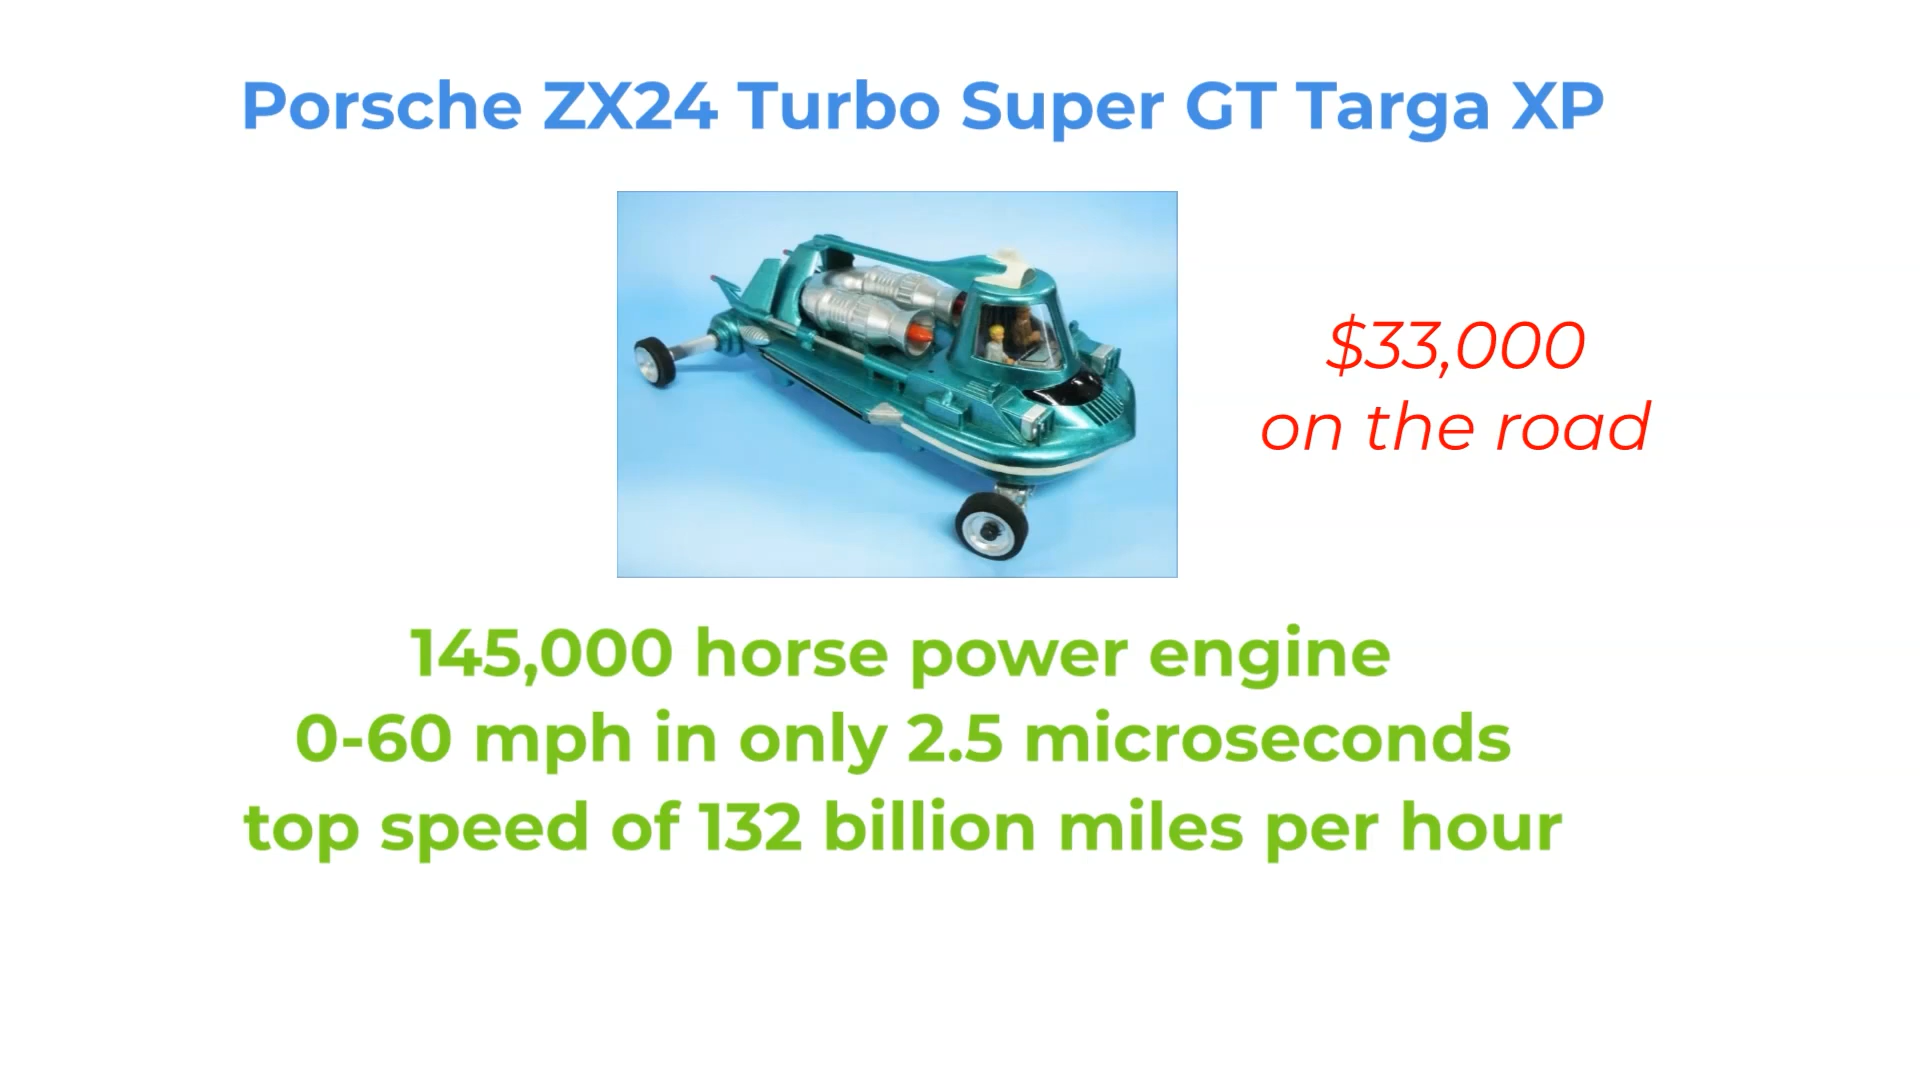 Porsche ZX24 Turbo Super GT Targa XP
$33,000
on the road
145,000 horse power engine
0-60 mph in only 2.5 microseconds
top speed of 132 billion miles per hour